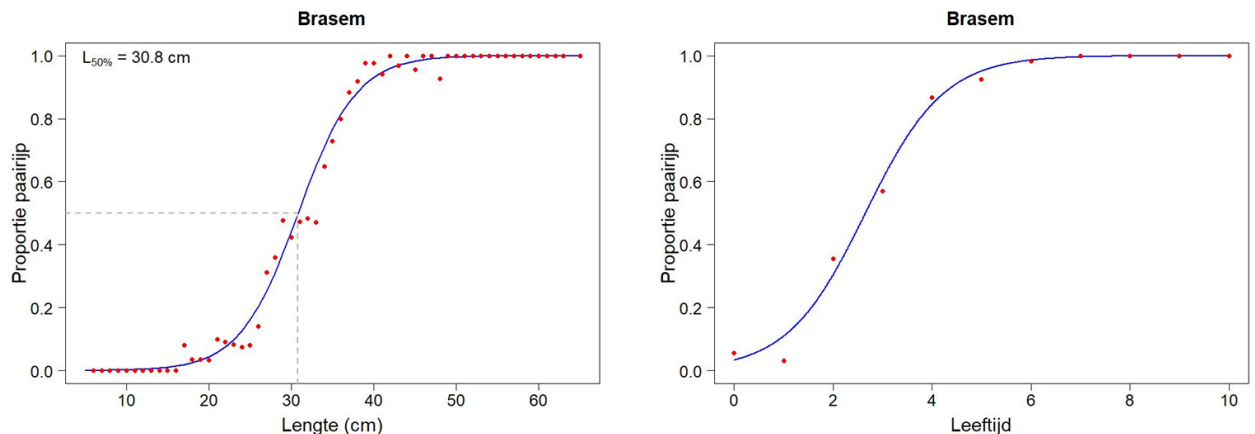 Brasem
L50% = 30.8 cm
Proportie paairijp
1.0
0.8
0.6
0.4
0.2
0.0
10 20 30 40 50 60
Lengte (cm)
Brasem
Proportie paairijp
1.0
0.8
0.6
0.4
0.2
0.0
0 2 4 6 8 10
Leeftijd